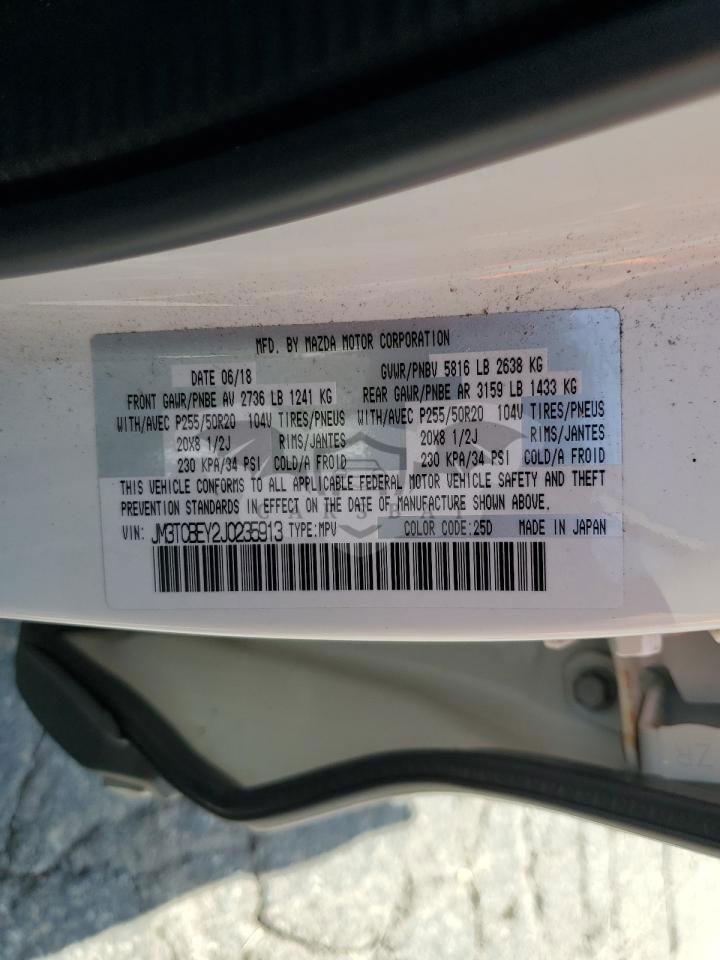 MFD. BY MAZDA MOTOR CORPORATION
DATE 06/18 GVWR/PNBV 5816 LB 2638 KG
FRONT GAWR/PNBE AV 2736 LB 1241 KG REAR GAWR/PNBE AR 3159 LB 1433 KG
WITH/AVEC P255/50R20 104V TIRES/PNEUS WITH/AVEC P255/50R20 104V TIRES/PNEUS
20X8 1/2J RIMS/JANTES 20X8 1/2J RIMS/JANTES
230 KPA/34 PSI COLD/A FROID 230 KPA/34 PSI COLD/A FROID
THIS VEHICLE CONFORMS TO ALL APPLICABLE FEDERAL MOTOR VEHICLE SAFETY AND THEFT
PREVENTION STANDARDS IN EFFECT ON THE DATE OF MANUFACTURE SHOWN ABOVE.
VIN: JM3TCBEY2J0235913 TYPE:MPV COLOR CODE:25D MADE IN JAPAN
ZR